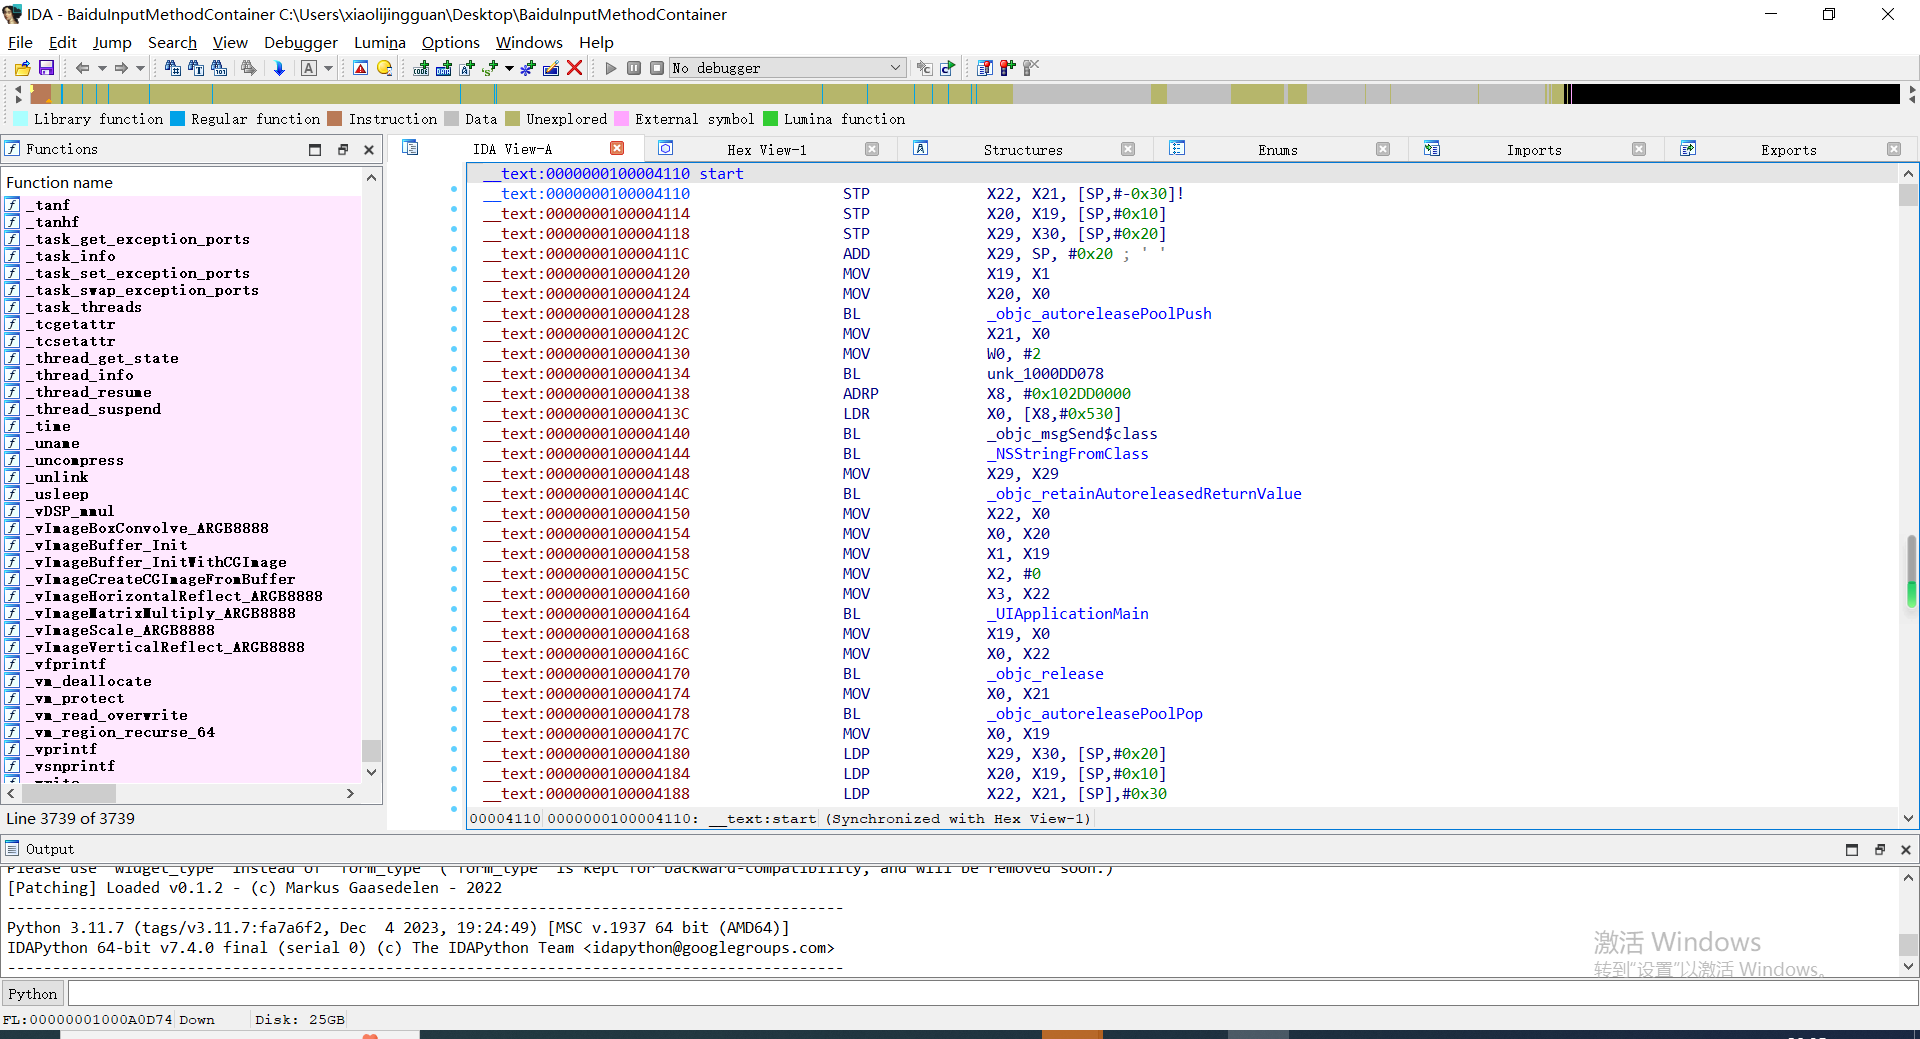 IDA - BaiduInputMethodContainer C:\Users\xiaolijingguan\Desktop\BaiduInputMethodContainer
File Edit Jump Search View Debugger Lumina Options Windows Help
No debugger
Library function Regular function Instruction Data Unexplored External symbol Lumina function
Functions
Function name
_tanf
_tanhf
_task_get_exception_ports
_task_info
_task_set_exception_ports
_task_swap_exception_ports
_task_threads
_tcgetattr
_tcsetattr
_thread_get_state
_thread_info
_thread_resume
_thread_suspend
_time
_uname
_uncompress
_unlink
_usleep
_vDSP_mmul
_vImageBoxConvolve_ARGB8888
_vImageBuffer_Init
_vImageBuffer_InitWithCGImage
_vImageCreateCGImageFromBuffer
_vImageHorizontalReflect_ARGB8888
_vImageMatrixMultiply_ARGB8888
_vImageScale_ARGB8888
_vImageVerticalReflect_ARGB8888
_vfprintf
_vm_deallocate
_vm_protect
_vm_read_overwrite
_vm_region_recurse_64
_vprintf
_vsnprintf
Line 3739 of 3739
IDA View-A Hex View-1 Structures Enums Imports Exports
__text:0000000100004110 start
__text:0000000100004110 STP X22, X21, [SP,#-0x30]!
__text:0000000100004114 STP X20, X19, [SP,#0x10]
__text:0000000100004118 STP X29, X30, [SP,#0x20]
__text:000000010000411C ADD X29, SP, #0x20 ; ' '
__text:0000000100004120 MOV X19, X1
__text:0000000100004124 MOV X20, X0
__text:0000000100004128 BL _objc_autoreleasePoolPush
__text:000000010000412C MOV X21, X0
__text:0000000100004130 MOV W0, #2
__text:0000000100004134 BL unk_1000DD078
__text:0000000100004138 ADRP X8, #0x102DD0000
__text:000000010000413C LDR X0, [X8,#0x530]
__text:0000000100004140 BL _objc_msgSend$class
__text:0000000100004144 BL _NSStringFromClass
__text:0000000100004148 MOV X29, X29
__text:000000010000414C BL _objc_retainAutoreleasedReturnValue
__text:0000000100004150 MOV X22, X0
__text:0000000100004154 MOV X0, X20
__text:0000000100004158 MOV X1, X19
__text:000000010000415C MOV X2, #0
__text:0000000100004160 MOV X3, X22
__text:0000000100004164 BL _UIApplicationMain
__text:0000000100004168 MOV X19, X0
__text:000000010000416C MOV X0, X22
__text:0000000100004170 BL _objc_release
__text:0000000100004174 MOV X0, X21
__text:0000000100004178 BL _objc_autoreleasePoolPop
__text:000000010000417C MOV X0, X19
__text:0000000100004180 LDP X29, X30, [SP,#0x20]
__text:0000000100004184 LDP X20, X19, [SP,#0x10]
__text:0000000100004188 LDP X22, X21, [SP],#0x30
00004110 0000000100004110: __text:start (Synchronized with Hex View-1)
Output
Please use "widget_type" instead of "form_type" ("form_type" is kept for backward-compatibility, and will be removed soon.)
[Patching] Loaded v0.1.2 - (c) Markus Gaasedelen - 2022
---------------------------------------------------------------------------------------------
Python 3.11.7 (tags/v3.11.7:fa7a6f2, Dec  4 2023, 19:24:49) [MSC v.1937 64 bit (AMD64)]
IDAPython 64-bit v7.4.0 final (serial 0) (c) The IDAPython Team <idapython@googlegroups.com>
---------------------------------------------------------------------------------------------
激活 Windows
转到“设置”以激活 Windows。
Python
FL:00000001000A0D74 Down Disk: 25GB